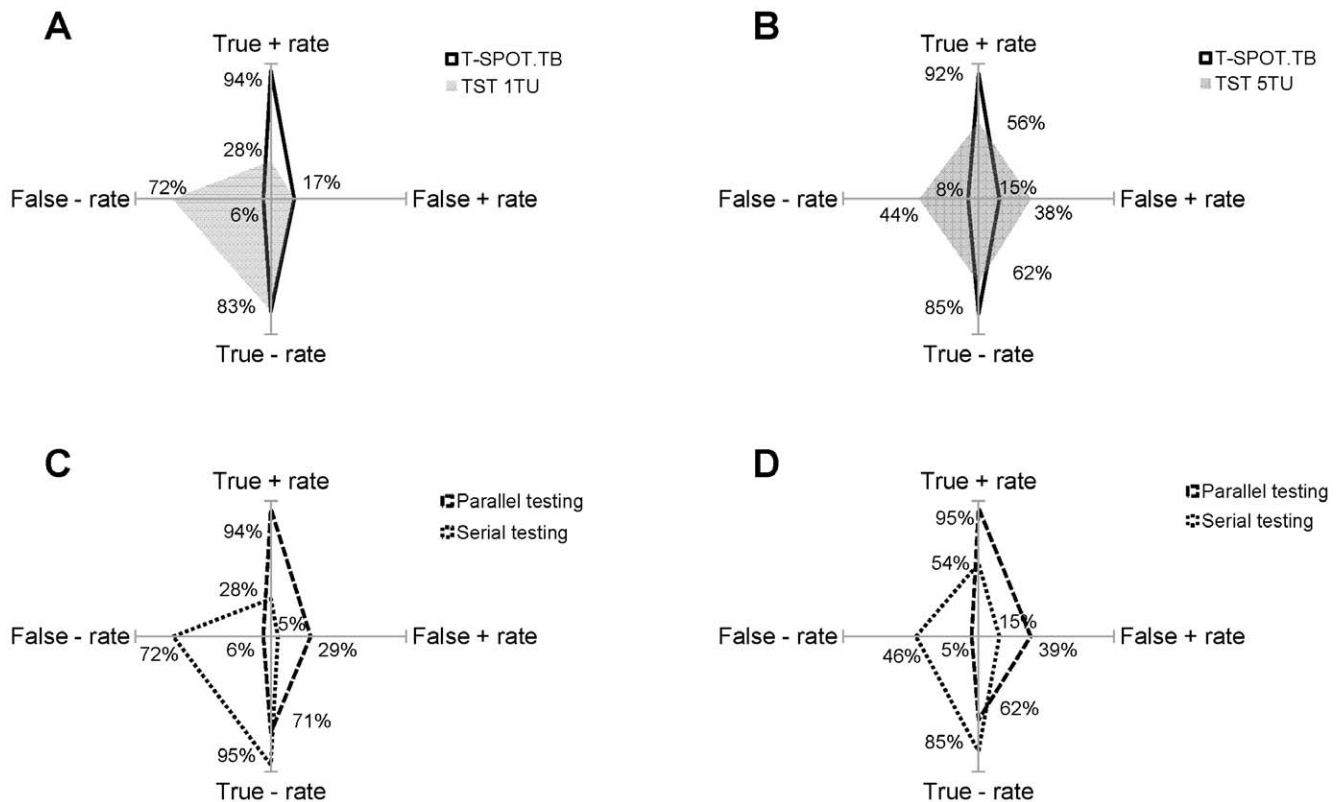 A
True + rate
T-SPOT.TB
TST 1TU
94%
28%
72%
17%
False - rate
False + rate
6%
83%
True - rate
B
True + rate
T-SPOT.TB
TST 5TU
92%
56%
8%
15%
False - rate
False + rate
44%
38%
62%
85%
True - rate
C
True + rate
Parallel testing
Serial testing
94%
28%
5%
False - rate
False + rate
72%
6%
29%
71%
95%
True - rate
D
True + rate
Parallel testing
Serial testing
95%
54%
15%
False - rate
False + rate
46%
5%
39%
62%
85%
True - rate